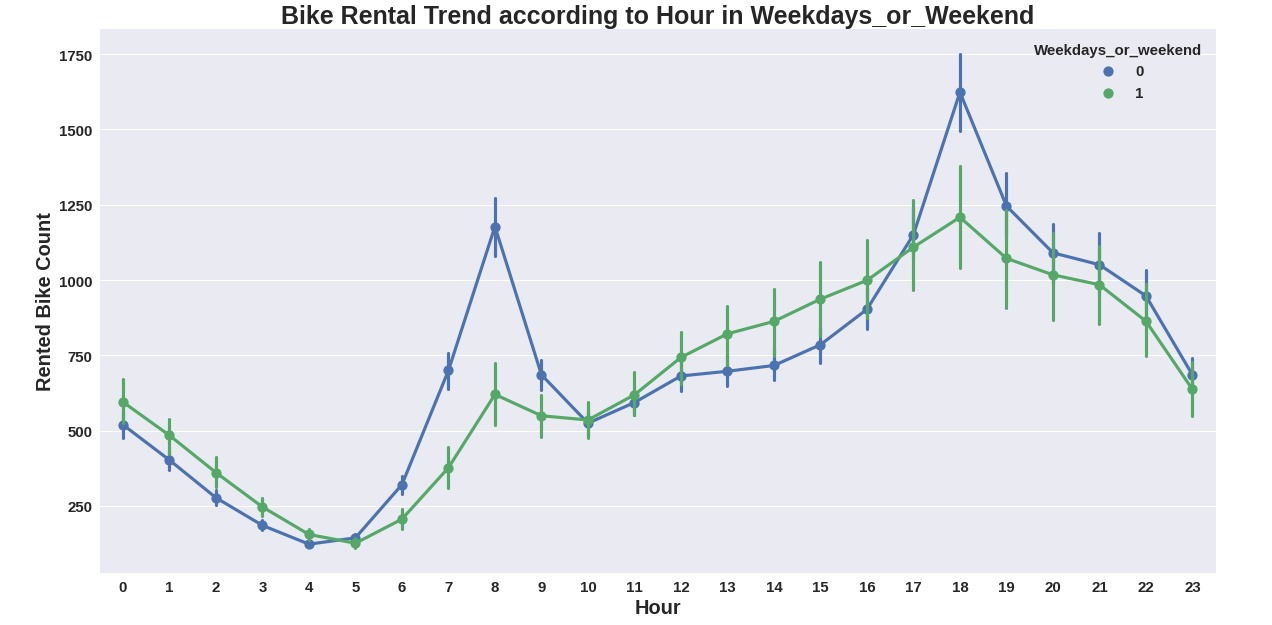 Bike Rental Trend according to Hour in Weekdays_or_Weekend
Weekdays_or_weekend
0
1
Rented Bike Count
1750
1500
1250
1000
750
500
250
0 1 2 3 4 5 6 7 8 9 10 11 12 13 14 15 16 17 18 19 20 21 22 23
Hour